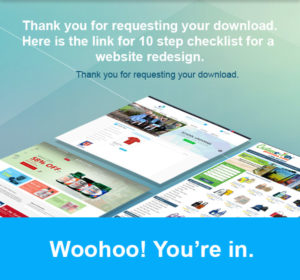 Thank you for requesting your download.
Here is the link for 10 step checklist for a
website redesign.
Thank you for requesting your download.
58% OFF.
Woohoo! You’re in.